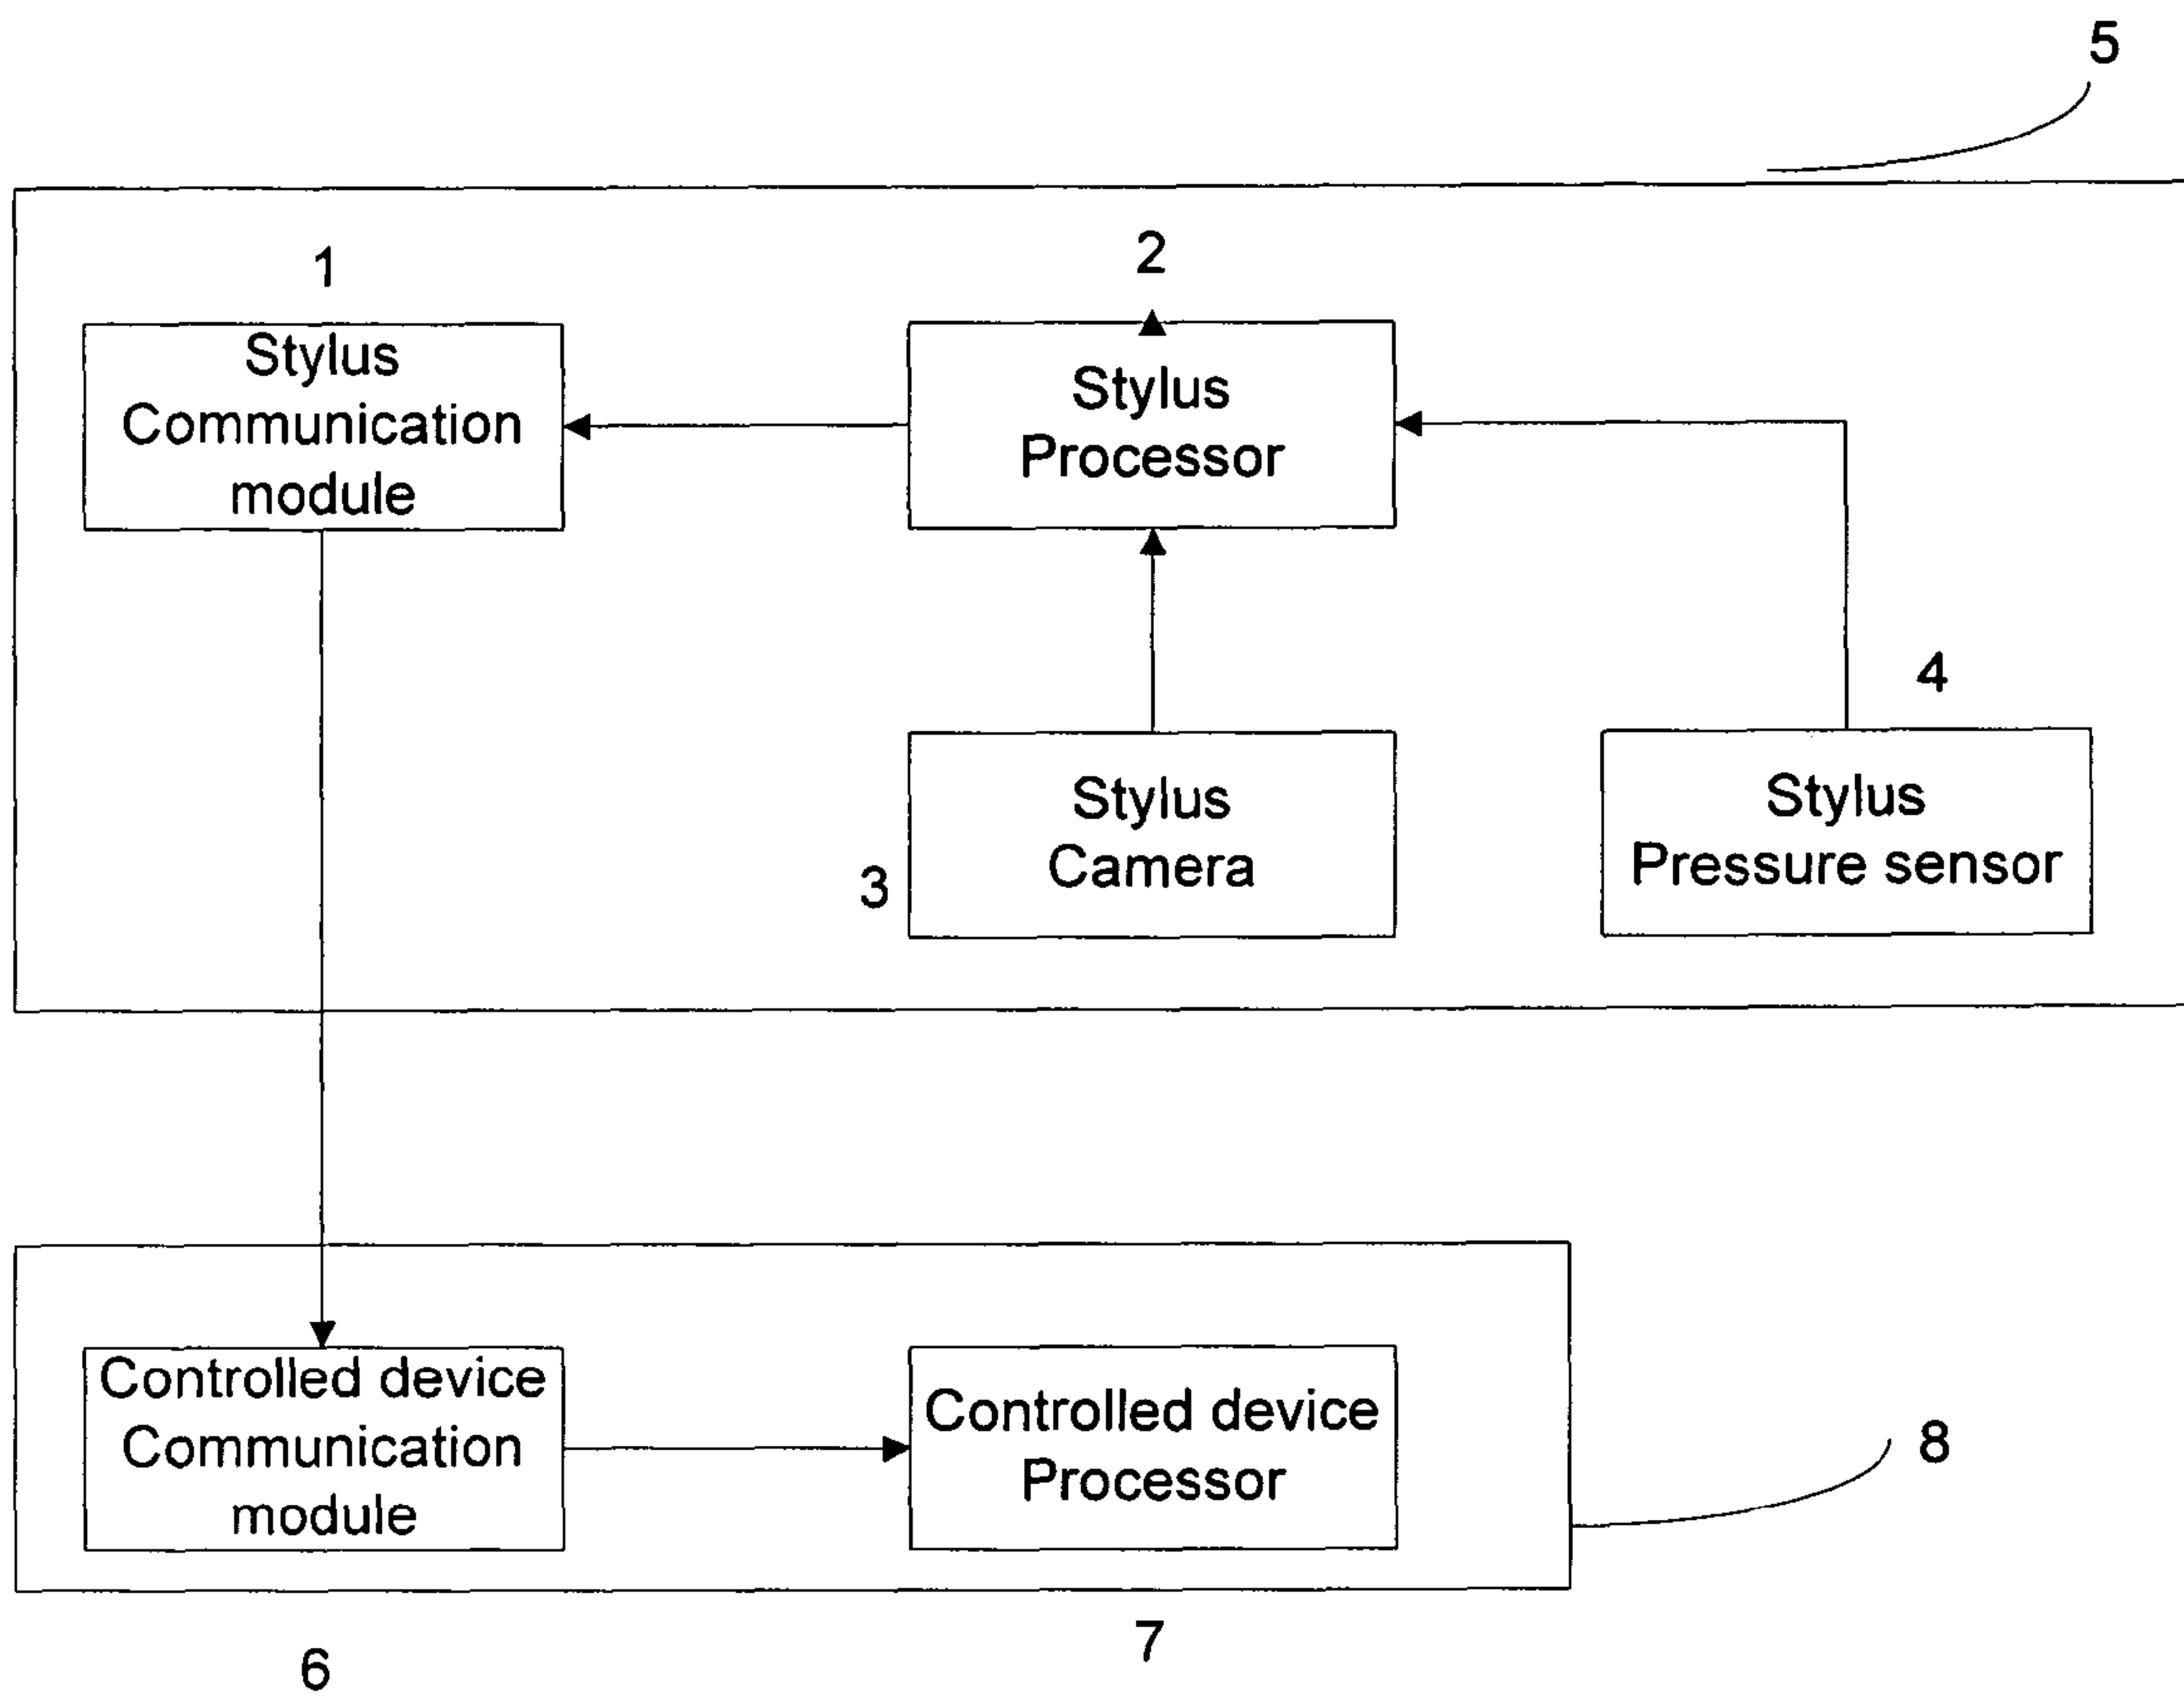 5
1
2
Stylus
Communication
module
Stylus
Processor
4
Stylus
Camera
3
Stylus
Pressure sensor
Controlled device
Communication
module
Controlled device
Processor
8
7
6